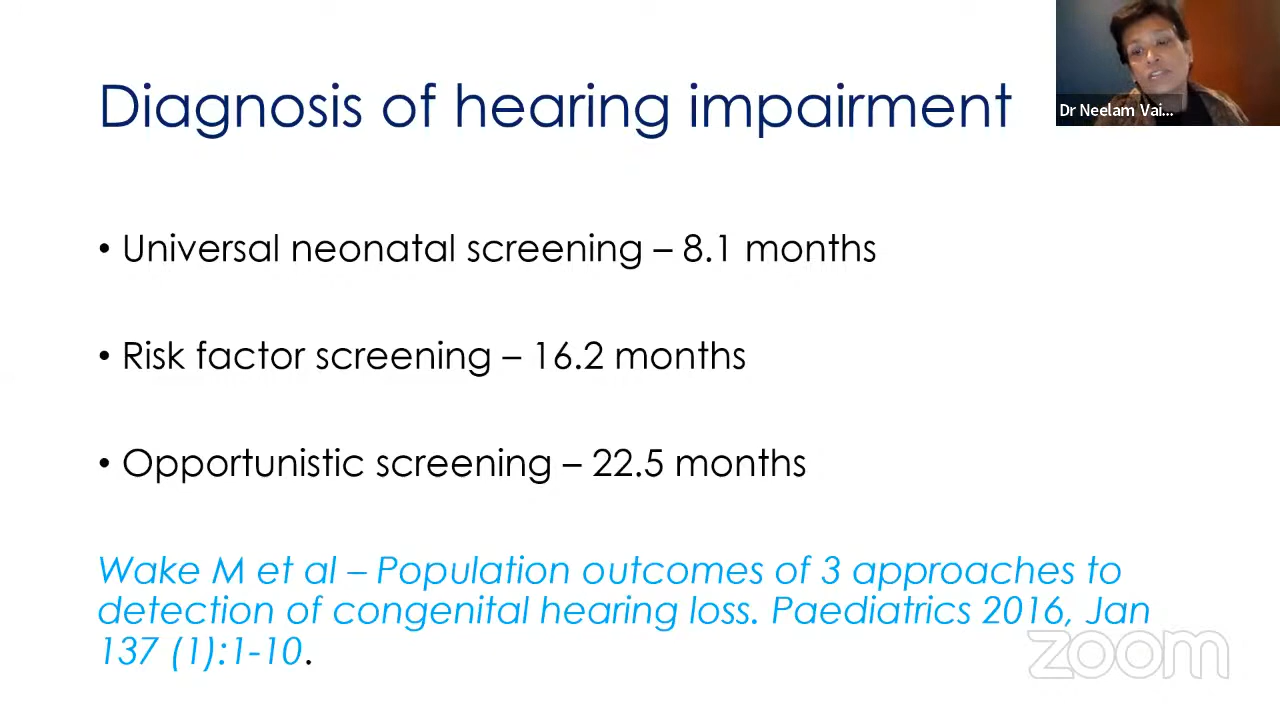 Diagnosis of hearing impairment
Dr Neelam Vai...
• Universal neonatal screening – 8.1 months
• Risk factor screening – 16.2 months
• Opportunistic screening – 22.5 months
Wake M et al – Population outcomes of 3 approaches to
detection of congenital hearing loss. Paediatrics 2016, Jan
137 (1):1-10.
zoom